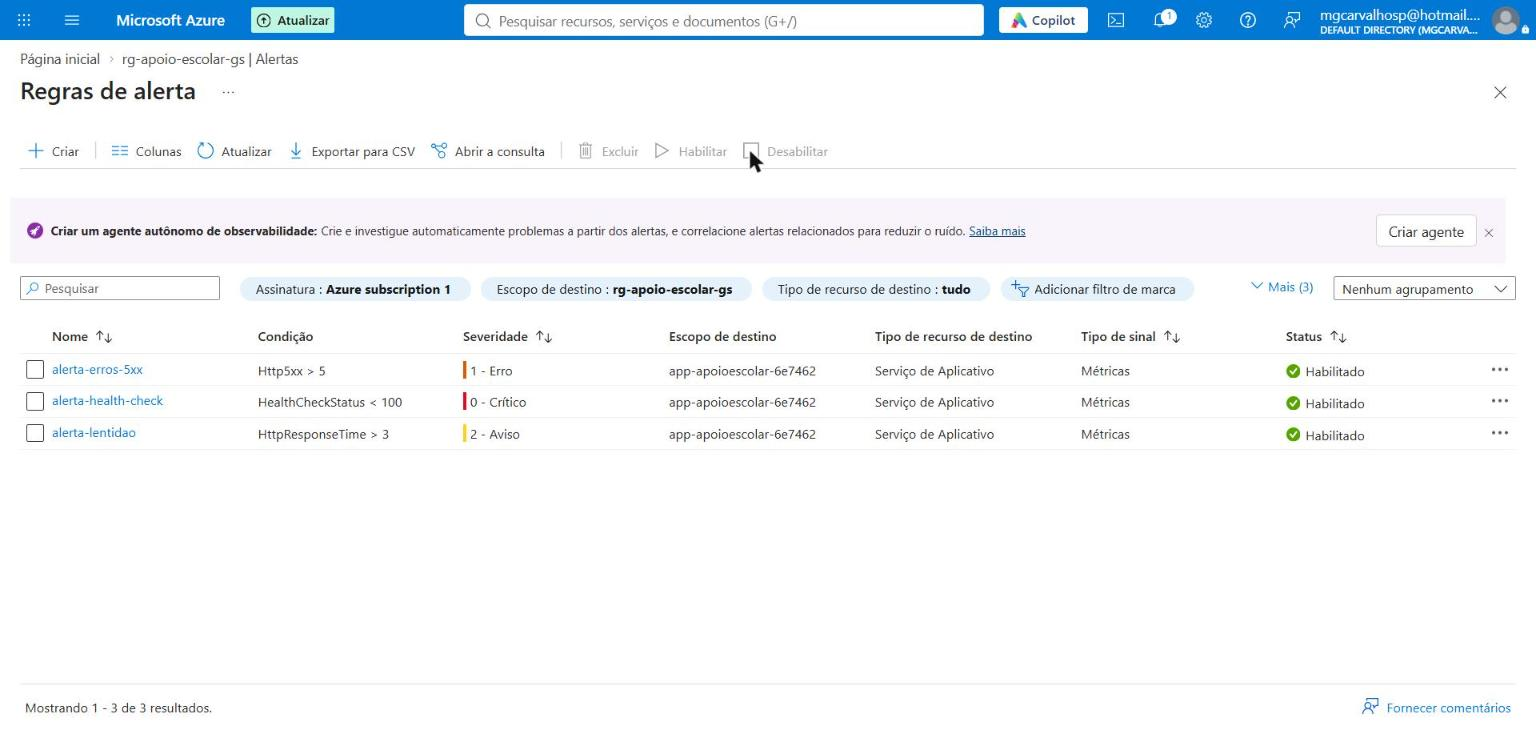 Microsoft Azure
Atualizar
Pesquisar recursos, serviços e documentos (G+/)
Copilot
1
mgcarvalhosp@hotmail....
DEFAULT DIRECTORY (MGCARVA...
Página inicial > rg-apoio-escolar-gs | Alertas
Regras de alerta ...
Criar
Colunas
Atualizar
Exportar para CSV
Abrir a consulta
Excluir
Habilitar
Desabilitar
Criar um agente autônomo de observabilidade: Crie e investigue automaticamente problemas a partir dos alertas, e correlacione alertas relacionados para reduzir o ruído. Saiba mais
Criar agente
Pesquisar
Assinatura : Azure subscription 1
Escopo de destino : rg-apoio-escolar-gs
Tipo de recurso de destino : tudo
Adicionar filtro de marca
Mais (3)
Nenhum agrupamento
Nome ↑↓ Condição Severidade ↑↓ Escopo de destino Tipo de recurso de destino Tipo de sinal ↑↓ Status ↑↓
alerta-erros-5xx Http5xx > 5 1 - Erro app-apoioescolar-6e7462 Serviço de Aplicativo Métricas Habilitado ...
alerta-health-check HealthCheckStatus < 100 0 - Crítico app-apoioescolar-6e7462 Serviço de Aplicativo Métricas Habilitado ...
alerta-lentidao HttpResponseTime > 3 2 - Aviso app-apoioescolar-6e7462 Serviço de Aplicativo Métricas Habilitado ...
Mostrando 1 - 3 de 3 resultados.
Fornecer comentários